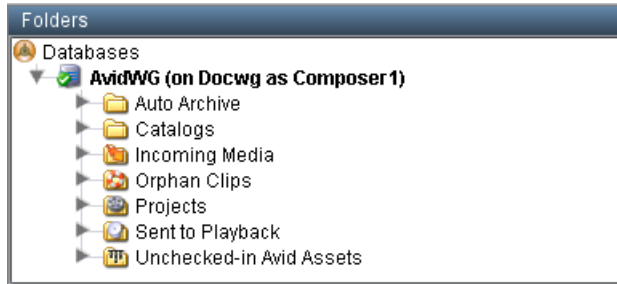 Folders
Databases
AvidWG (on Docwg as Composer1)
Auto Archive
Catalogs
Incoming Media
Orphan Clips
Projects
Sent to Playback
Unchecked-in Avid Assets